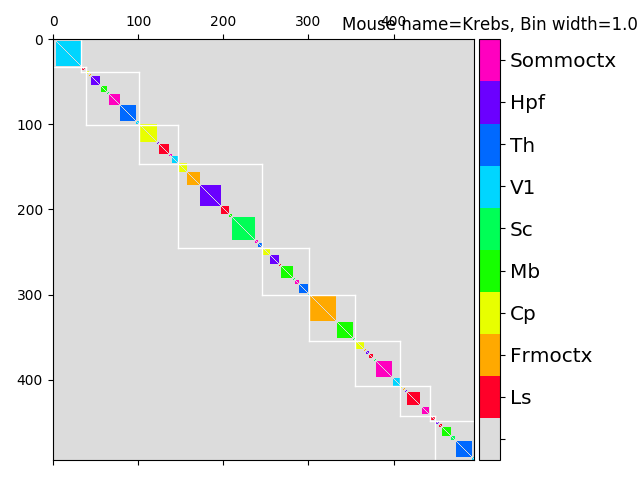 Mouse name=Krebs, Bin width=1.0
0 100 200 300 400
0
100
200
300
400
Sommoctx
Hpf
Th
V1
Sc
Mb
Cp
Frmoctx
Ls